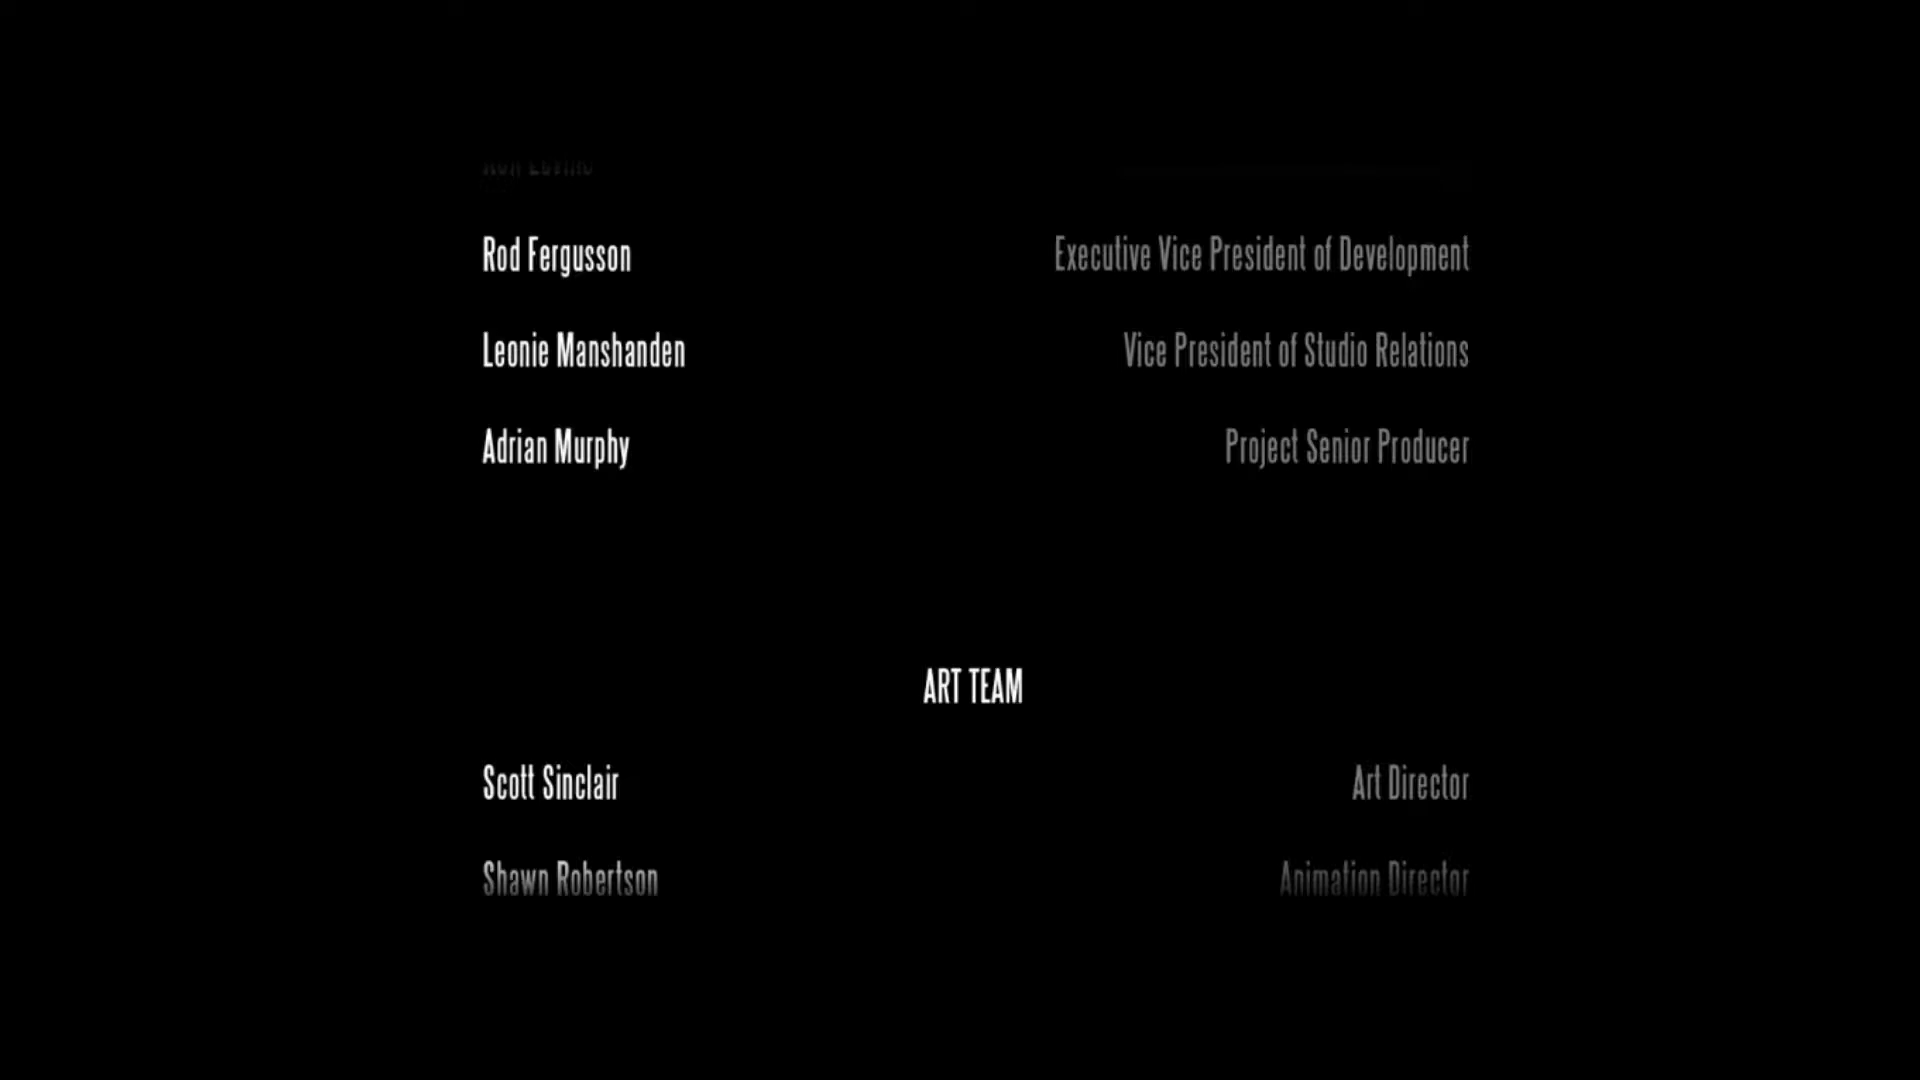 Rod Fergusson Executive Vice President of Development
Leonie Manshanden Vice President of Studio Relations
Adrian Murphy Project Senior Producer
ART TEAM
Scott Sinclair Art Director
Shawn Robertson Animation Director